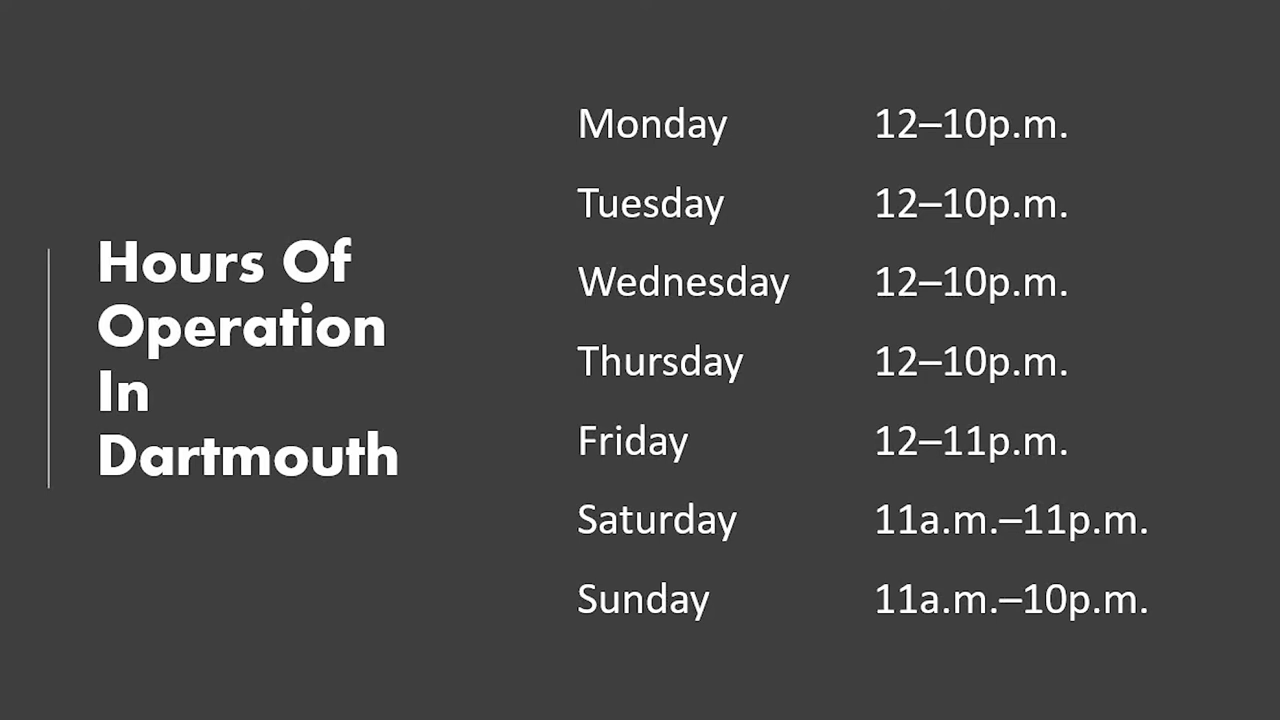 Hours Of
Operation
In
Dartmouth
Monday 12–10p.m.
Tuesday 12–10p.m.
Wednesday 12–10p.m.
Thursday 12–10p.m.
Friday 12–11p.m.
Saturday 11a.m.–11p.m.
Sunday 11a.m.–10p.m.